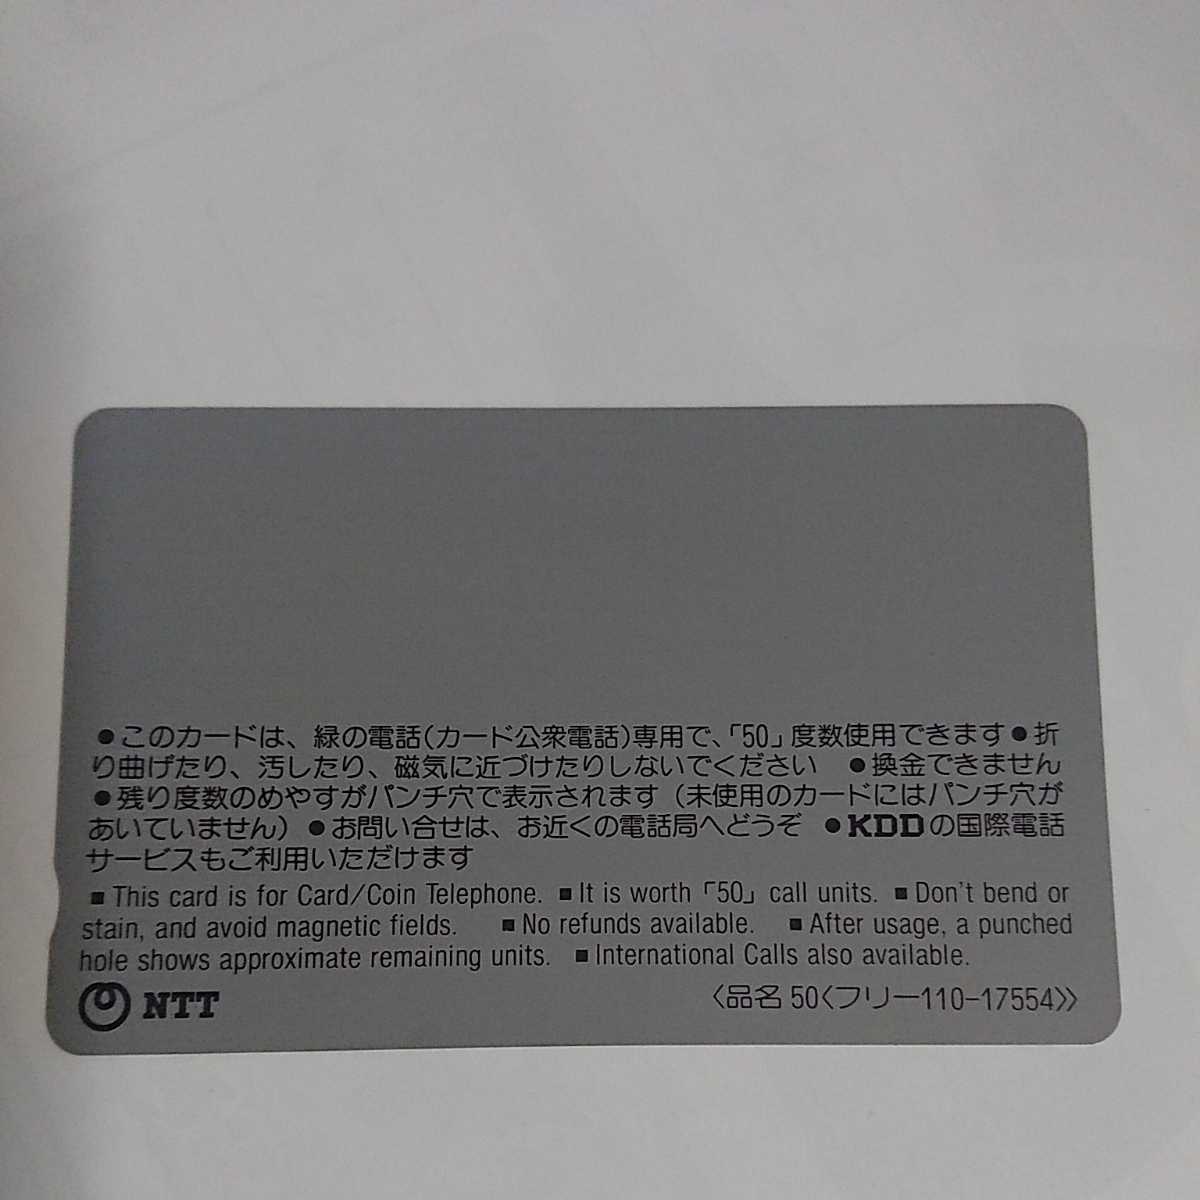 ●このカードは、緑の電話(カード公衆電話)専用で、「50」度数使用できます●折
り曲げたり、汚したり、磁気に近づけたりしないでください ●換金できません
●残り度数のめやすがパンチ穴で表示されます（未使用のカードにはパンチ穴が
あいていません）●お問い合せは、お近くの電話局へどうぞ ●KDDの国際電話
サービスもご利用いただけます
■This card is for Card/Coin Telephone. ■It is worth「50」call units. ■Don't bend or
stain, and avoid magnetic fields. ■No refunds available. ■After usage, a punched
hole shows approximate remaining units. ■International Calls also available.
NTT 〈品名 50〈フリー110-17554〉〉